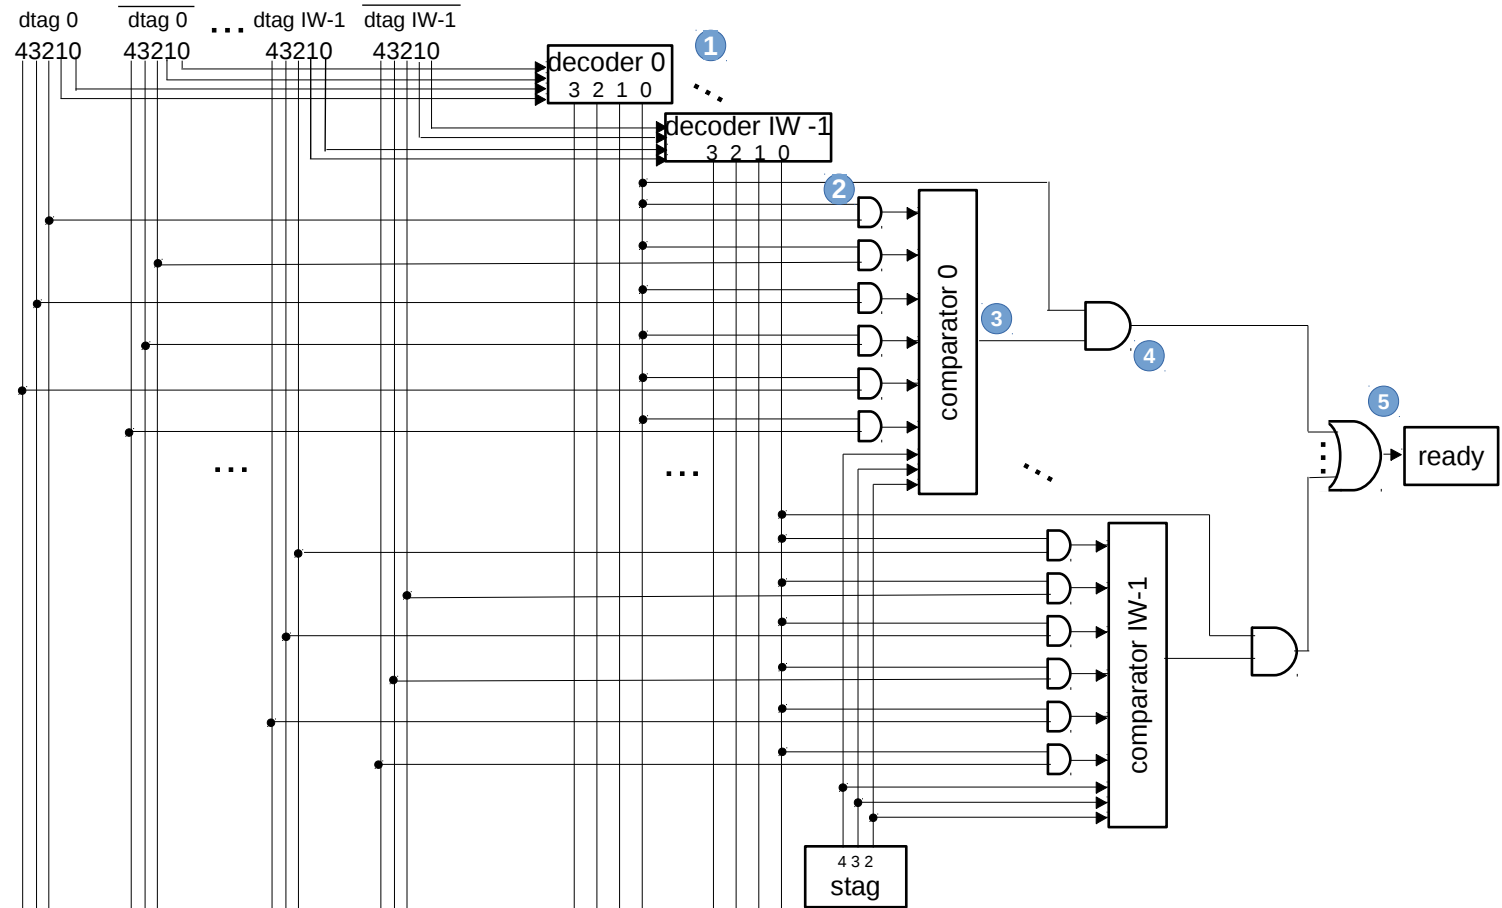 dtag 0 dtag 0 ... dtag IW-1 dtag IW-1
43210 43210 43210 43210
1
decoder 0
3 2 1 0
...
decoder IW -1
3 2 1 0
2
comparator 0
3
4
5
ready
... ... ...
comparator IW-1
4 3 2
stag